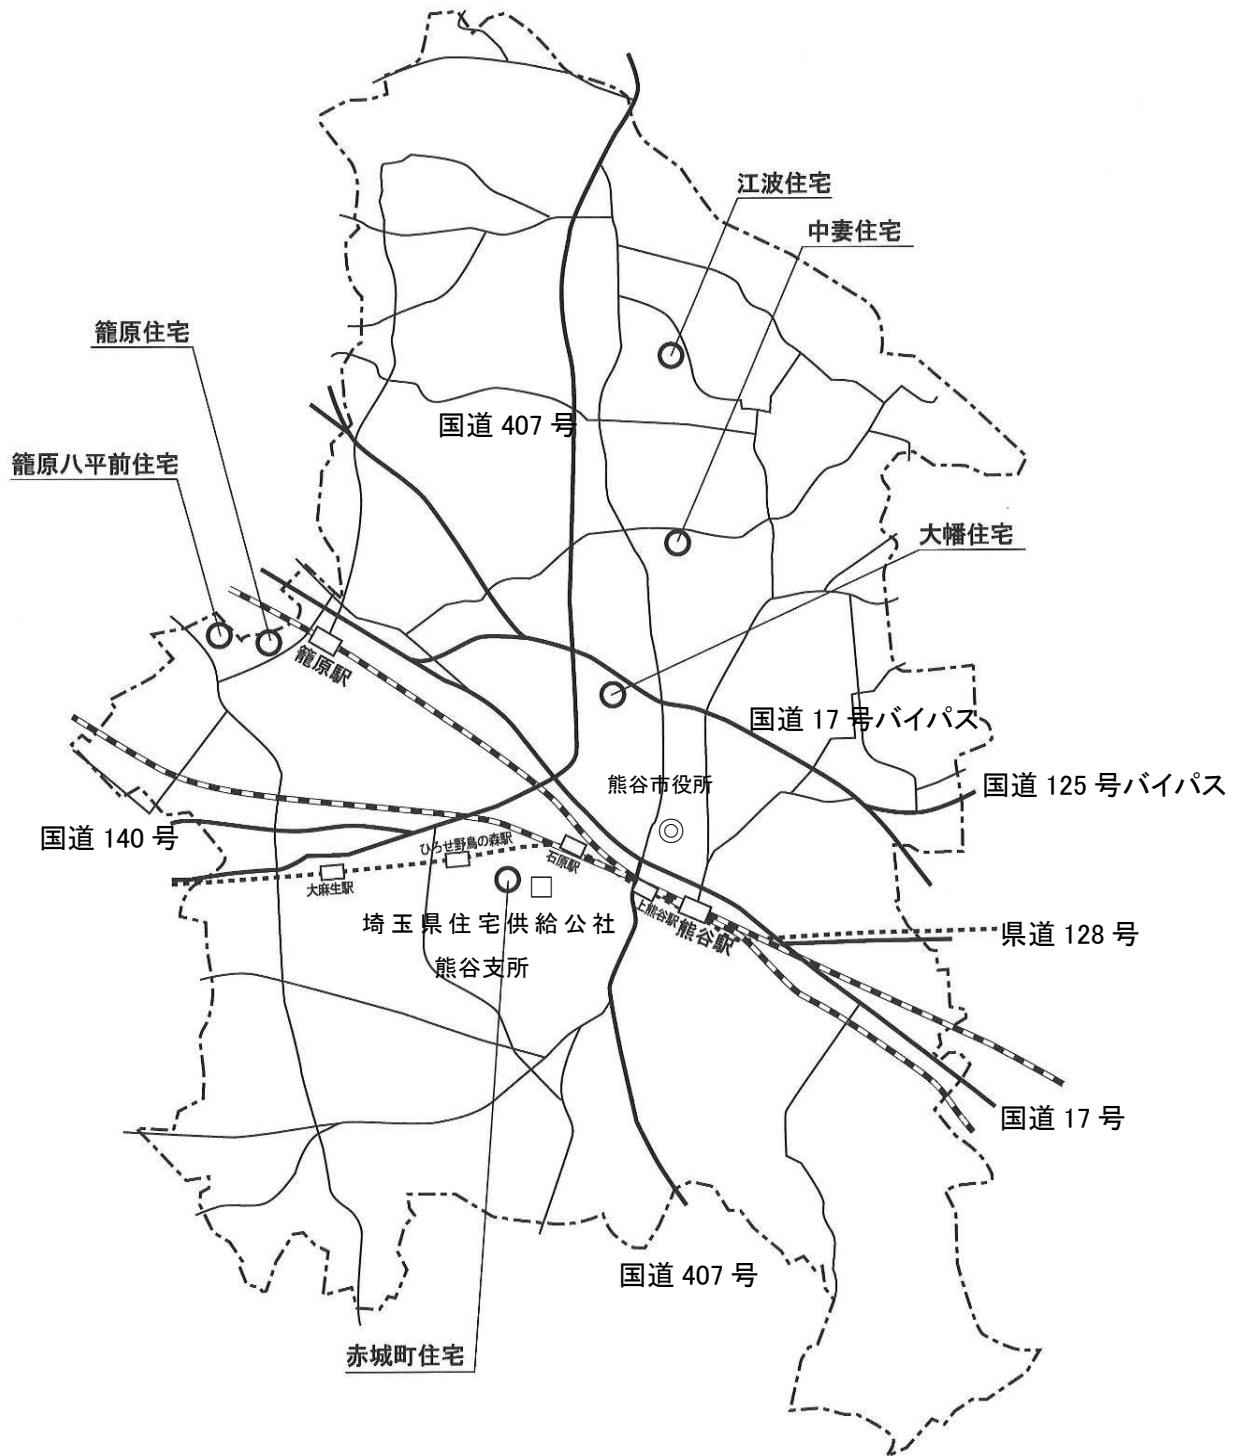 江波住宅
中妻住宅
籠原住宅
国道 407 号
籠原八平前住宅
大幡住宅
籠原駅
国道 17 号バイパス
熊谷市役所
国道 125 号バイパス
国道 140 号
ひろせ野鳥の森駅
石原駅
大麻生駅
上熊谷駅
熊谷駅
埼玉県住宅供給公社
熊谷支所
県道 128 号
国道 17 号
国道 407 号
赤城町住宅